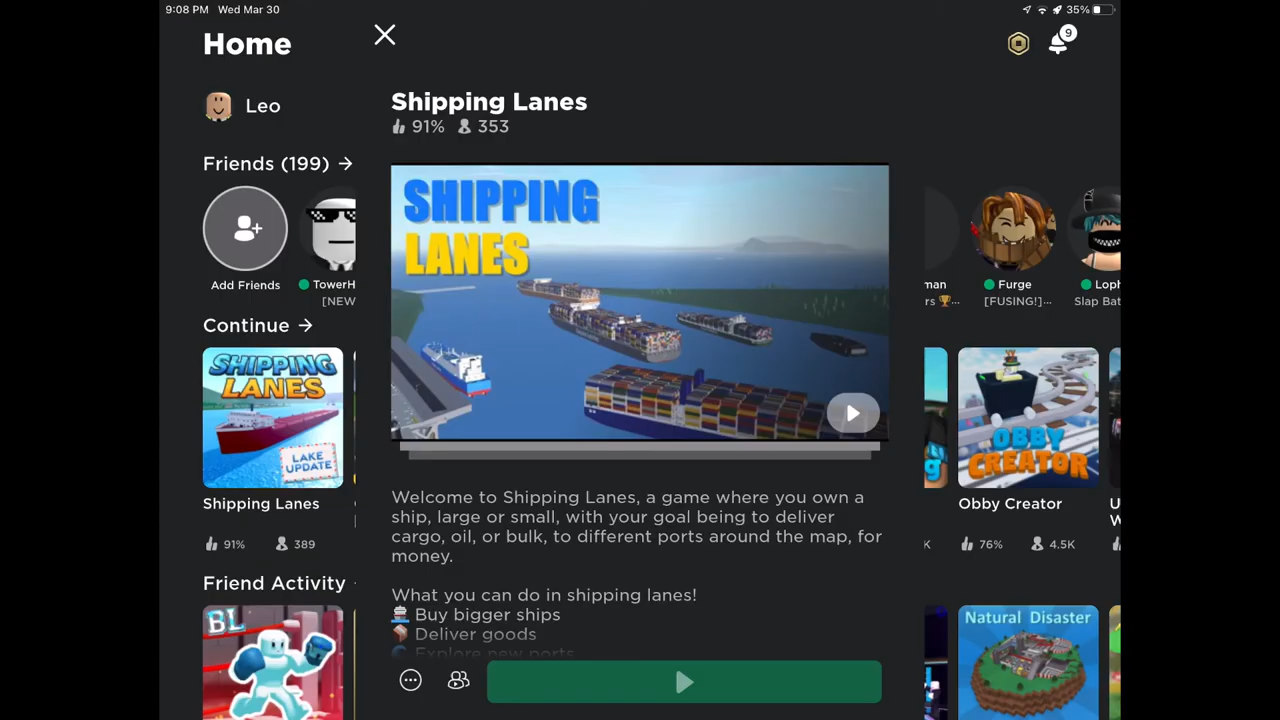 9:08 PM Wed Mar 30
35%
Home
9
Leo
Shipping Lanes
91% 353
Friends (199)
SHIPPING
LANES
Add Friends
TowerH
[NEW
man
rs 🏆...
Furge
[FUSING!]...
Loph
Slap Bat
Continue
SHIPPING
LANES
LAKE
UPDATE
Shipping Lanes
91% 389
OBBY
CREATOR
Obby Creator
K
76% 4.5K
U
W
Welcome to Shipping Lanes, a game where you own a
ship, large or small, with your goal being to deliver
cargo, oil, or bulk, to different ports around the map, for
money.
What you can do in shipping lanes!
🚢 Buy bigger ships
📦 Deliver goods
Explore new ports
Friend Activity
BL
Natural Disaster